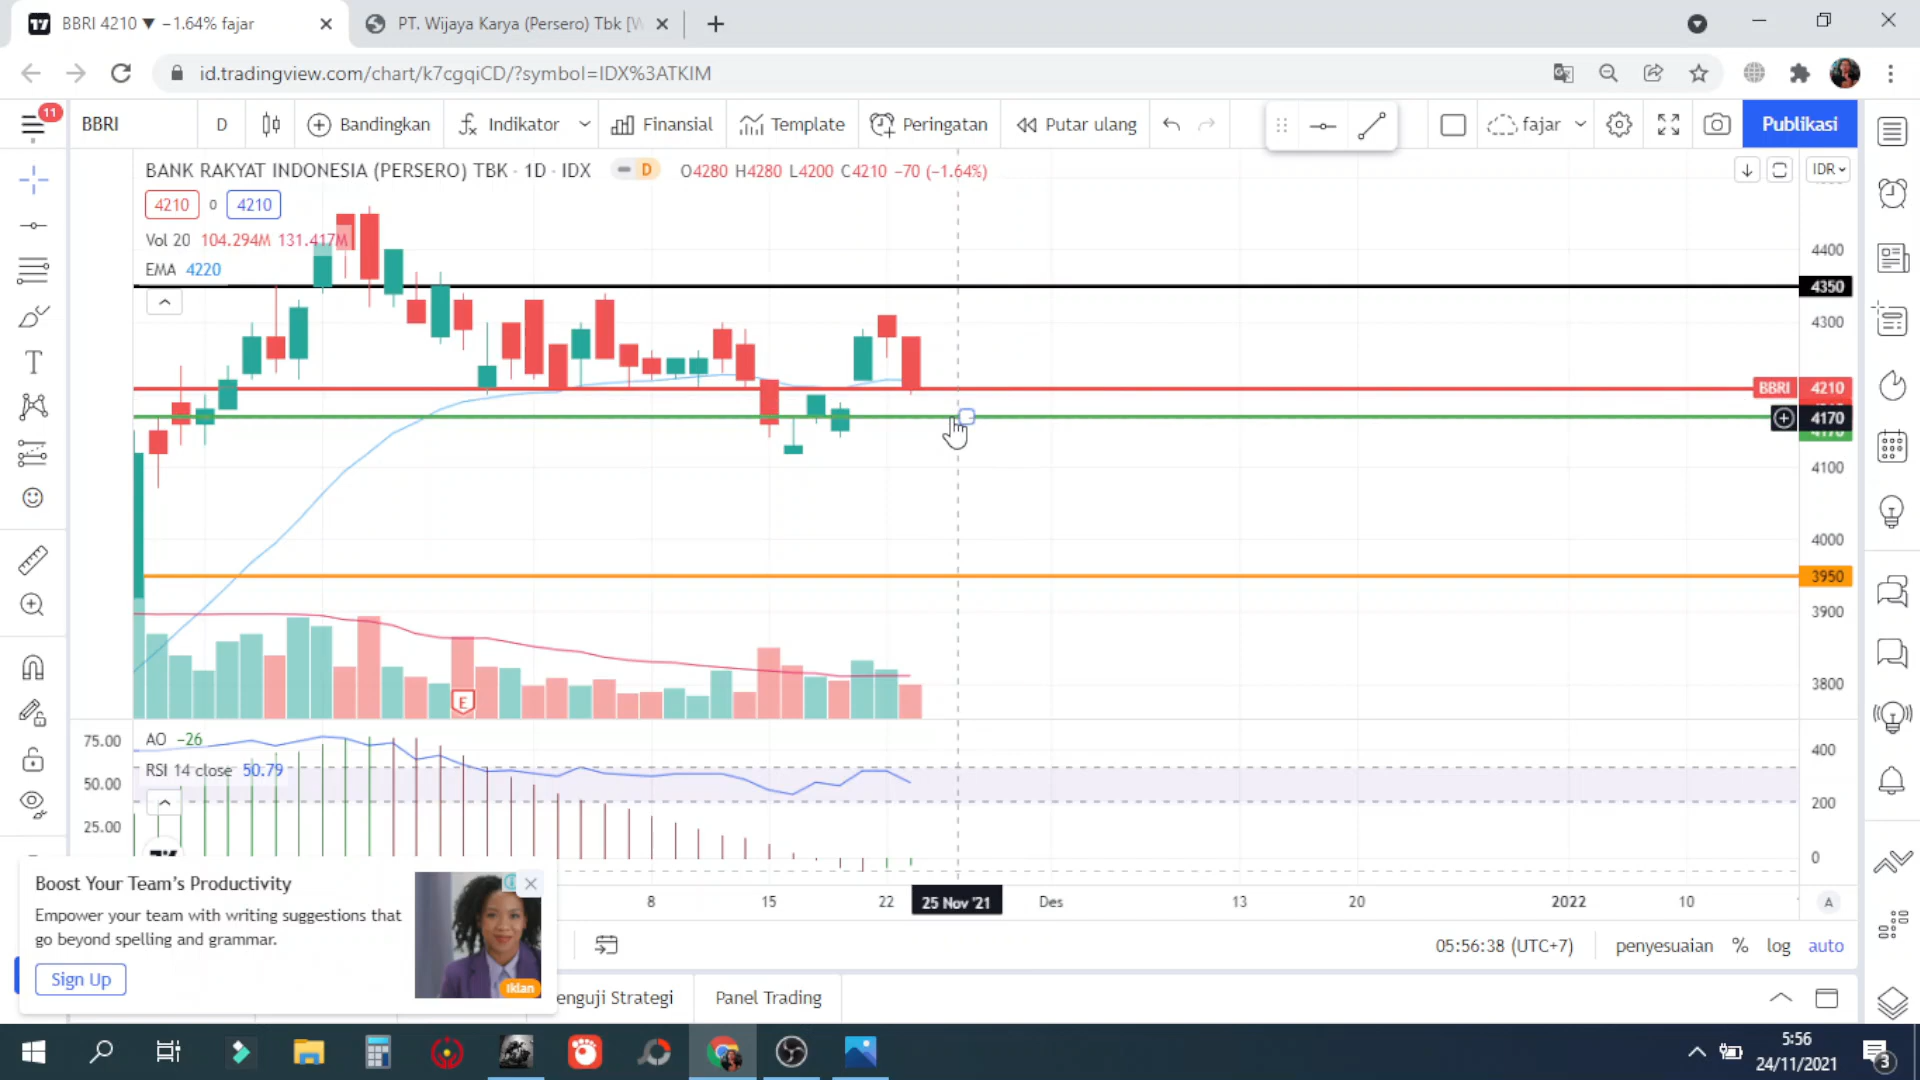 BBRI 4210 ▼ −1.64% fajar
PT. Wijaya Karya (Persero) Tbk [W
id.tradingview.com/chart/k7cgqiCD/?symbol=IDX%3ATKIM
11
BBRI
D
Bandingkan
Indikator
Finansial
Template
Peringatan
Putar ulang
fajar
Publikasi
BANK RAKYAT INDONESIA (PERSERO) TBK · 1D · IDX
D
O4280 H4280 L4200 C4210 −70 (−1.64%)
IDR
4210
0
4210
Vol 20 104.294M 131.417M
EMA 4220
4400
4350
4300
BBRI 4210
4170
4100
4000
3950
3900
3800
E
AO −26
RSI 14 close 50.79
75.00
50.00
25.00
400
200
0
8
15
22
25 Nov '21
Des
13
20
2022
10
A
05:56:38 (UTC+7)
penyesuaian
%
log
auto
Boost Your Team's Productivity
Empower your team with writing suggestions that
go beyond spelling and grammar.
Sign Up
Iklan
enguji Strategi
Panel Trading
5:56
24/11/2021
3